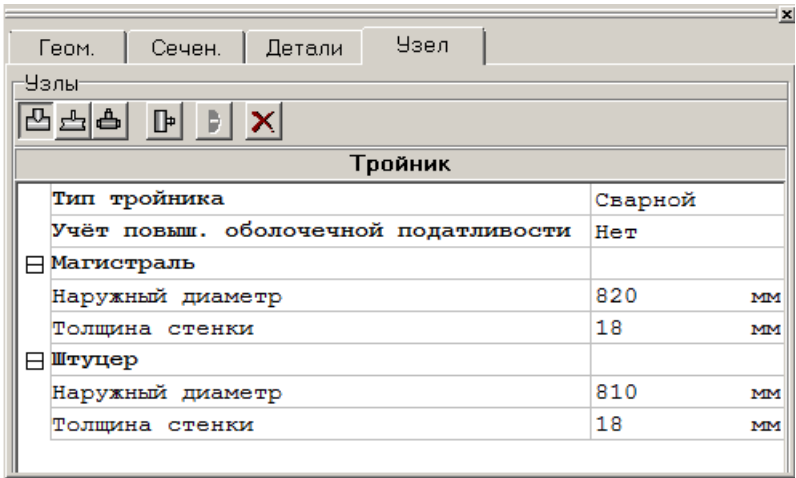 Геом. Сечен. Детали Узел
Узлы
Тройник
Тип тройника Сварной
Учёт повыш. оболочечной податливости Нет
Магистраль
Наружный диаметр 820 мм
Толщина стенки 18 мм
Штуцер
Наружный диаметр 810 мм
Толщина стенки 18 мм